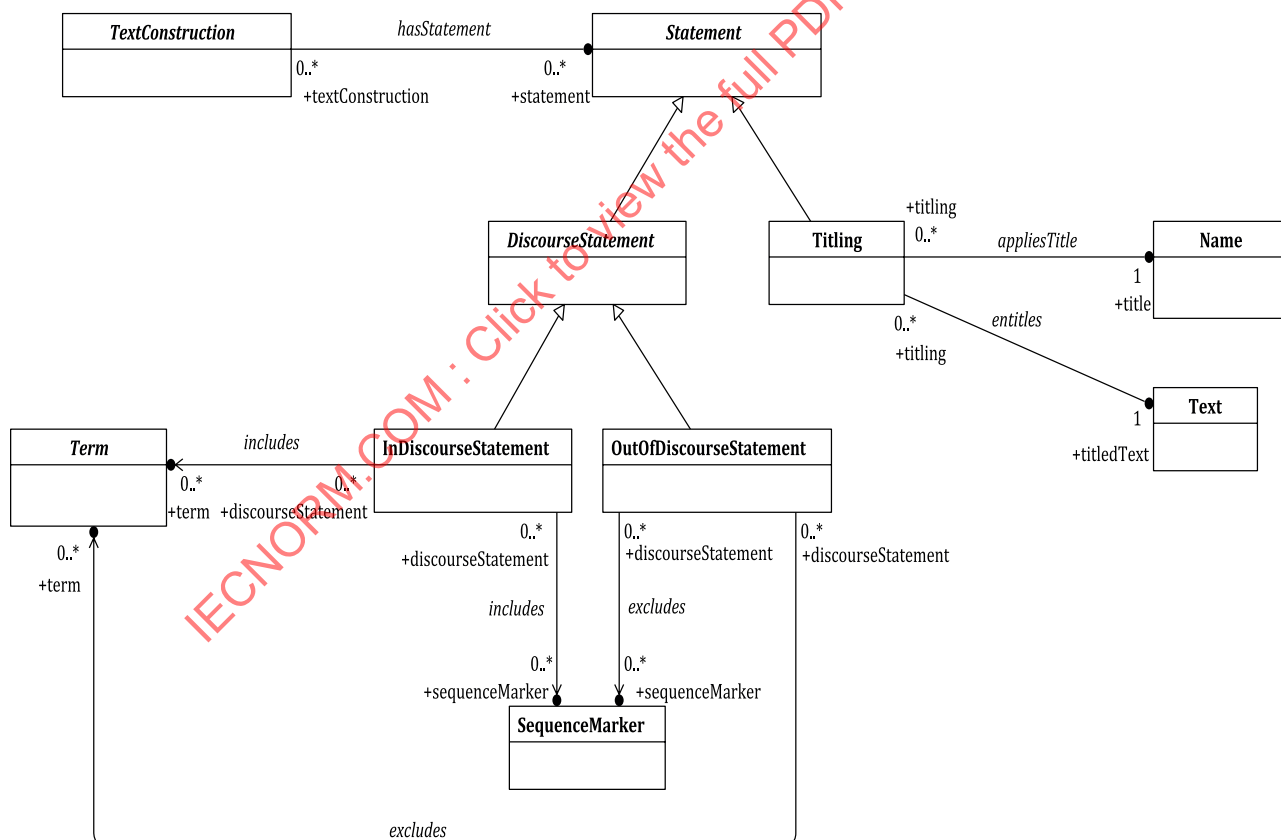 TextConstruction
hasStatement
Statement
0..*
+textConstruction
0..*
+statement
DiscourseStatement
Titling
+titling
0..*
appliesTitle
Name
1
+title
0..*
+titling
entitles
Text
1
+titledText
Term
includes
InDiscourseStatement
OutOfDiscourseStatement
0..*
+term
0..*
+discourseStatement
0..*
+term
0..*
+discourseStatement
0..*
+discourseStatement
0..*
+discourseStatement
includes
excludes
0..*
+sequenceMarker
0..*
+sequenceMarker
SequenceMarker
excludes
IECNORM.COM : Click to view the full PDF